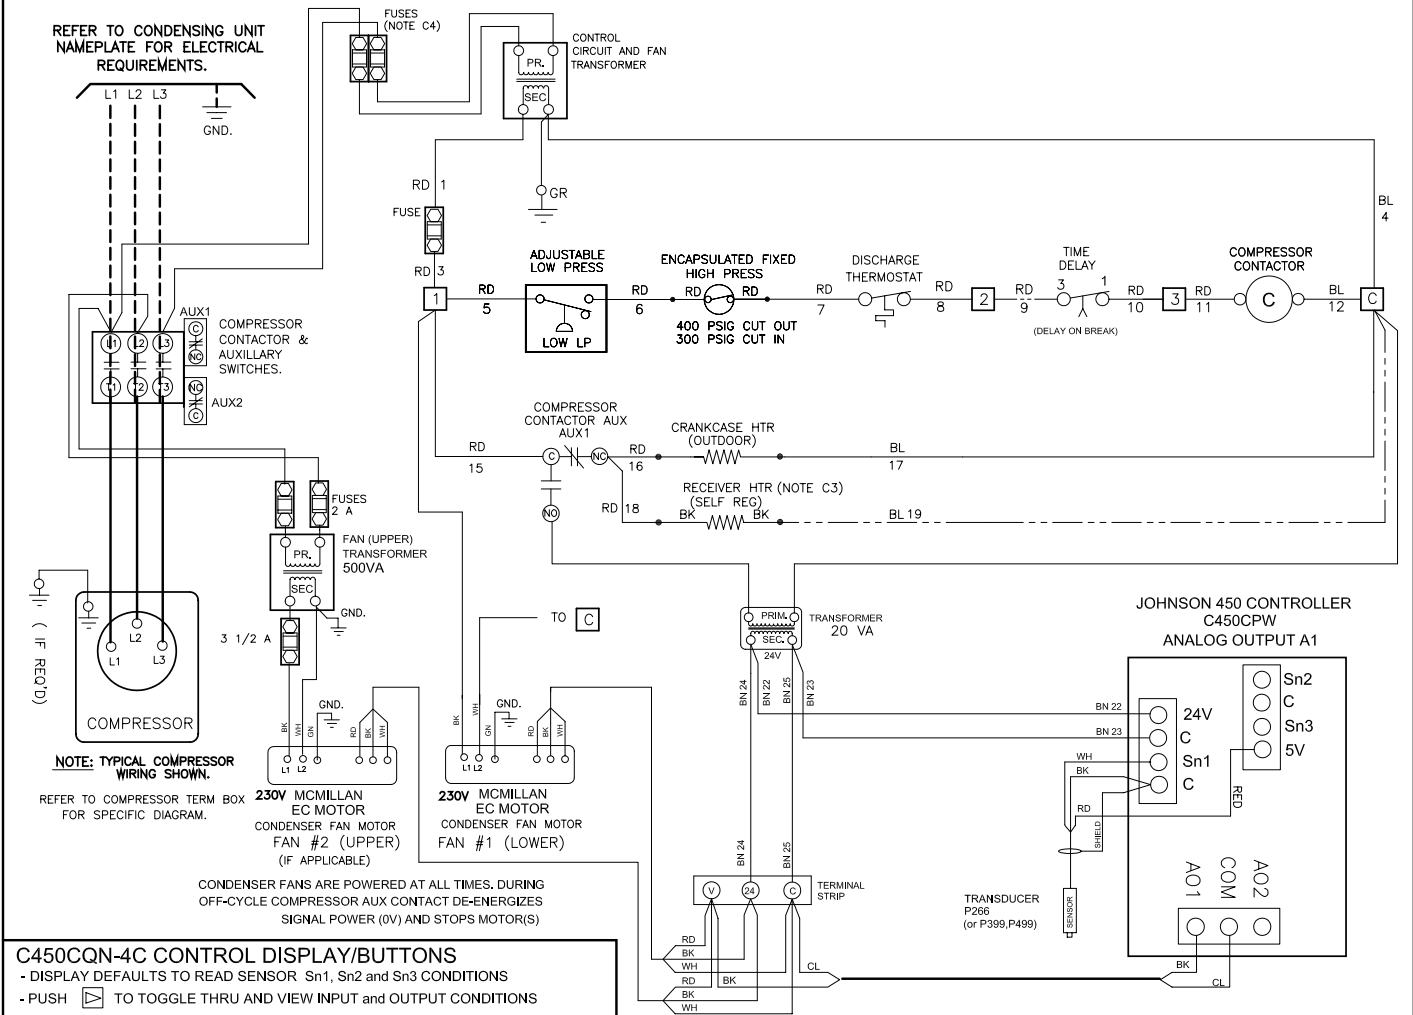 REFER TO CONDENSING UNIT
NAMEPLATE FOR ELECTRICAL
REQUIREMENTS.
L1 L2 L3
GND.
FUSES
(NOTE C4)
PR.
SEC
CONTROL
CIRCUIT AND FAN
TRANSFORMER
GR
RD 1
FUSE
RD 3
BL
4
1
RD
5
ADJUSTABLE
LOW PRESS
LOW LP
RD
6
ENCAPSULATED FIXED
HIGH PRESS
RD RD
400 PSIG CUT OUT
300 PSIG CUT IN
RD
7
DISCHARGE
THERMOSTAT
RD
8
2
RD
9
TIME
DELAY
3 1
(DELAY ON BREAK)
RD
10
3
RD
11
COMPRESSOR
CONTACTOR
C
BL
12
C
AUX1
C
NC
L1 L2 L3
T1 T2 T3
COMPRESSOR
CONTACTOR &
AUXILLARY
SWITCHES.
NC
C
AUX2
COMPRESSOR
CONTACTOR AUX
AUX1
RD
15
C
NC
NO
RD
16
CRANKCASE HTR
(OUTDOOR)
BL
17
RD 18
RECEIVER HTR (NOTE C3)
(SELF REG)
BK BK
BL 19
FUSES
2 A
PR.
SEC
FAN (UPPER)
TRANSFORMER
500VA
GND.
3 1/2 A
( IF REQ'D)
L1
L2
L3
COMPRESSOR
NOTE: TYPICAL COMPRESSOR
WIRING SHOWN.
REFER TO COMPRESSOR TERM BOX
FOR SPECIFIC DIAGRAM.
TO C
BK
WH
GND.
RD
BK
WH
L1 L2
230V MCMILLAN
EC MOTOR
CONDENSER FAN MOTOR
FAN #2 (UPPER)
(IF APPLICABLE)
BK
WH
GN
GND.
RD
BK
WH
L1 L2
230V MCMILLAN
EC MOTOR
CONDENSER FAN MOTOR
FAN #1 (LOWER)
PRIM.
SEC.
24V
TRANSFORMER
20 VA
BN 24
BN 22
BN 25
BN 23
BN 24
BN 25
V 24 C
TERMINAL
STRIP
RD
BK
WH
RD
BK
WH
BK
CL
JOHNSON 450 CONTROLLER
C450CPW
ANALOG OUTPUT A1
Sn2
C
Sn3
5V
BN 22
24V
BN 23
C
WH
Sn1
BK
C
RD
RED
SHIELD
SENSOR
TRANSDUCER
P266
(or P399,P499)
AO1
COM
AO2
BK
CL
CONDENSER FANS ARE POWERED AT ALL TIMES. DURING
OFF-CYCLE COMPRESSOR AUX CONTACT DE-ENERGIZES
SIGNAL POWER (0V) AND STOPS MOTOR(S)
C450CQN-4C CONTROL DISPLAY/BUTTONS
- DISPLAY DEFAULTS TO READ SENSOR Sn1, Sn2 and Sn3 CONDITIONS
- PUSH TO TOGGLE THRU AND VIEW INPUT and OUTPUT CONDITIONS